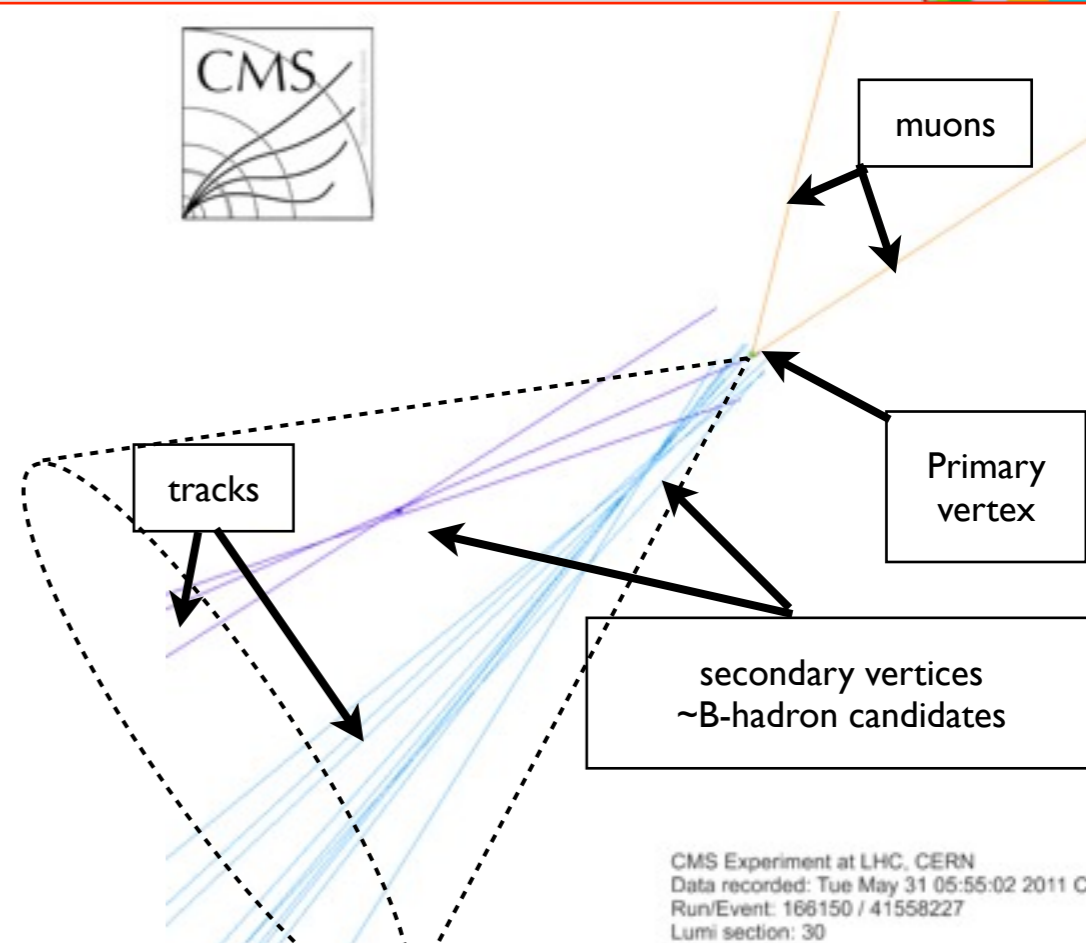 CMS
muons
Primary
vertex
tracks
secondary vertices
~B-hadron candidates
CMS Experiment at LHC, CERN
Data recorded: Tue May 31 05:55:02 2011 C
Run/Event: 166150 / 41558227
Lumi section: 30